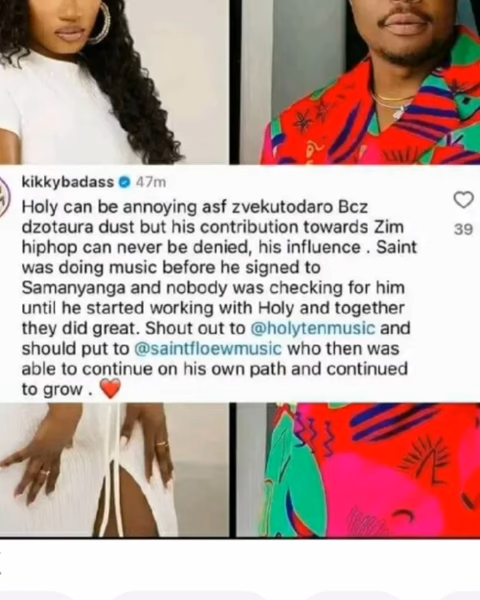 kikkybadass 47m
Holy can be annoying asf zvekutodaro Bcz
dzotaura dust but his contribution towards Zim
hiphop can never be denied, his influence . Saint
was doing music before he signed to
Samanyanga and nobody was checking for him
until he started working with Holy and together
they did great. Shout out to @holytenmusic and
should put to @saintfloewmusic who then was
able to continue on his own path and continued
to grow . ❤️
39